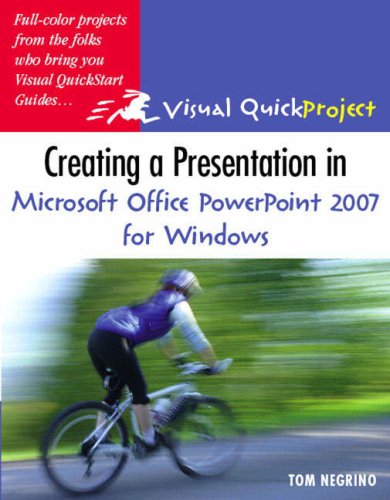 Full-color projects
from the folks
who bring you
Visual QuickStart
Guides...
Visual QuickProject
Creating a Presentation in
Microsoft Office PowerPoint 2007
for Windows
TOM NEGRINO